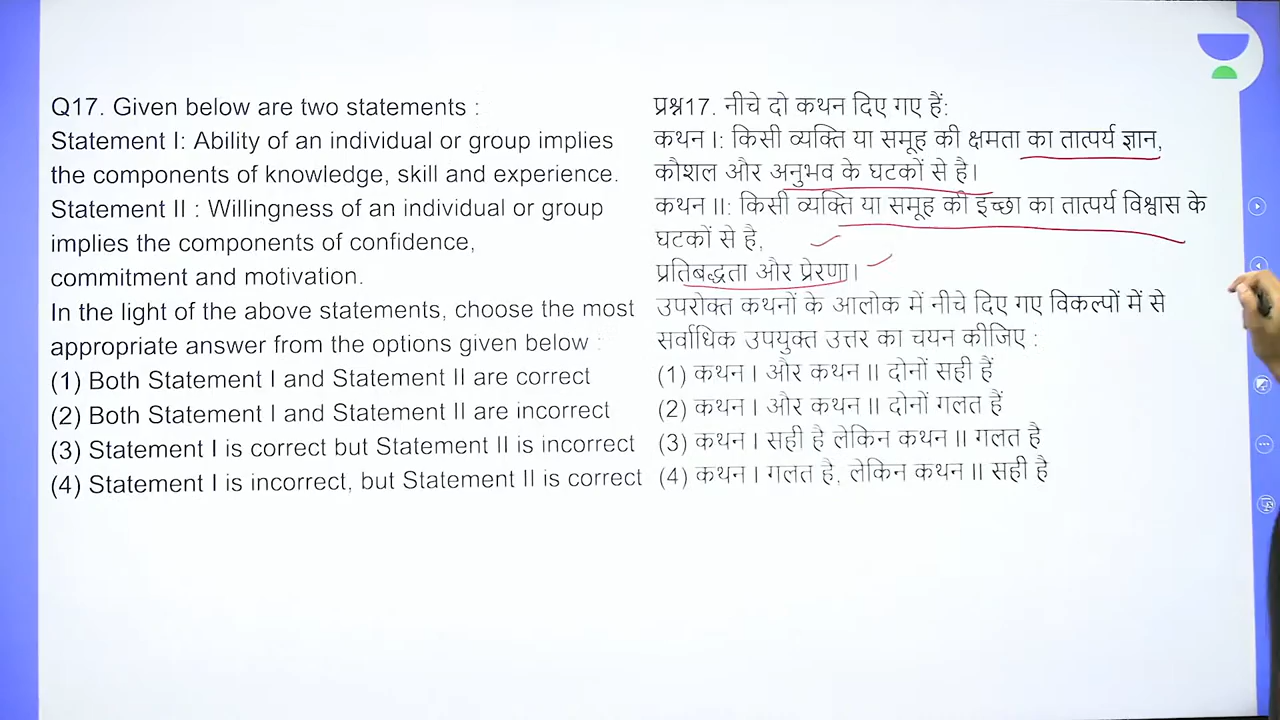 Q17. Given below are two statements :
Statement I: Ability of an individual or group implies
the components of knowledge, skill and experience.
Statement II : Willingness of an individual or group
implies the components of confidence,
commitment and motivation.
In the light of the above statements, choose the most
appropriate answer from the options given below :
(1) Both Statement I and Statement II are correct
(2) Both Statement I and Statement II are incorrect
(3) Statement I is correct but Statement II is incorrect
(4) Statement I is incorrect, but Statement II is correct
प्रश्न17. नीचे दो कथन दिए गए हैं:
कथन I: किसी व्यक्ति या समूह की क्षमता का तात्पर्य ज्ञान,
कौशल और अनुभव के घटकों से है।
कथन II: किसी व्यक्ति या समूह की इच्छा का तात्पर्य विश्वास के
घटकों से है,
प्रतिबद्धता और प्रेरणा।
उपरोक्त कथनों के आलोक में नीचे दिए गए विकल्पों में से
सर्वाधिक उपयुक्त उत्तर का चयन कीजिए :
(1) कथन I और कथन II दोनों सही हैं
(2) कथन I और कथन II दोनों गलत हैं
(3) कथन I सही है लेकिन कथन II गलत है
(4) कथन I गलत है, लेकिन कथन II सही है